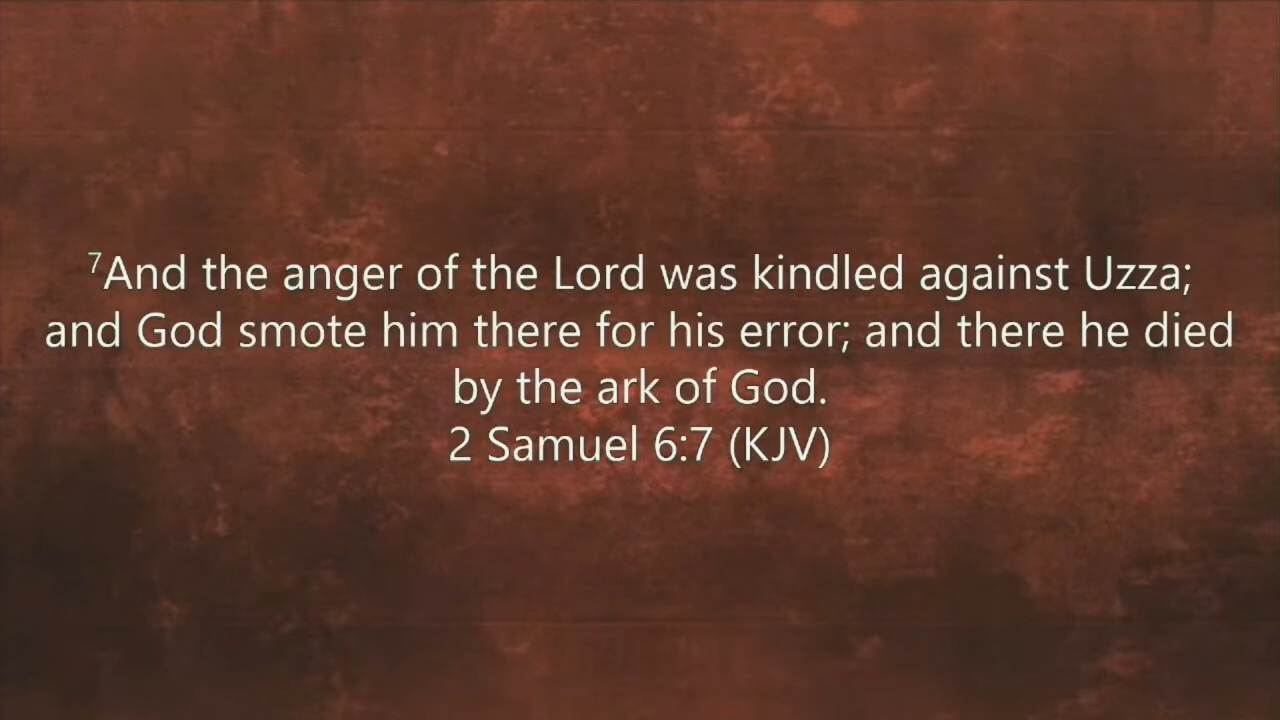 ⁷And the anger of the Lord was kindled against Uzza;
and God smote him there for his error; and there he died
by the ark of God.
2 Samuel 6:7 (KJV)